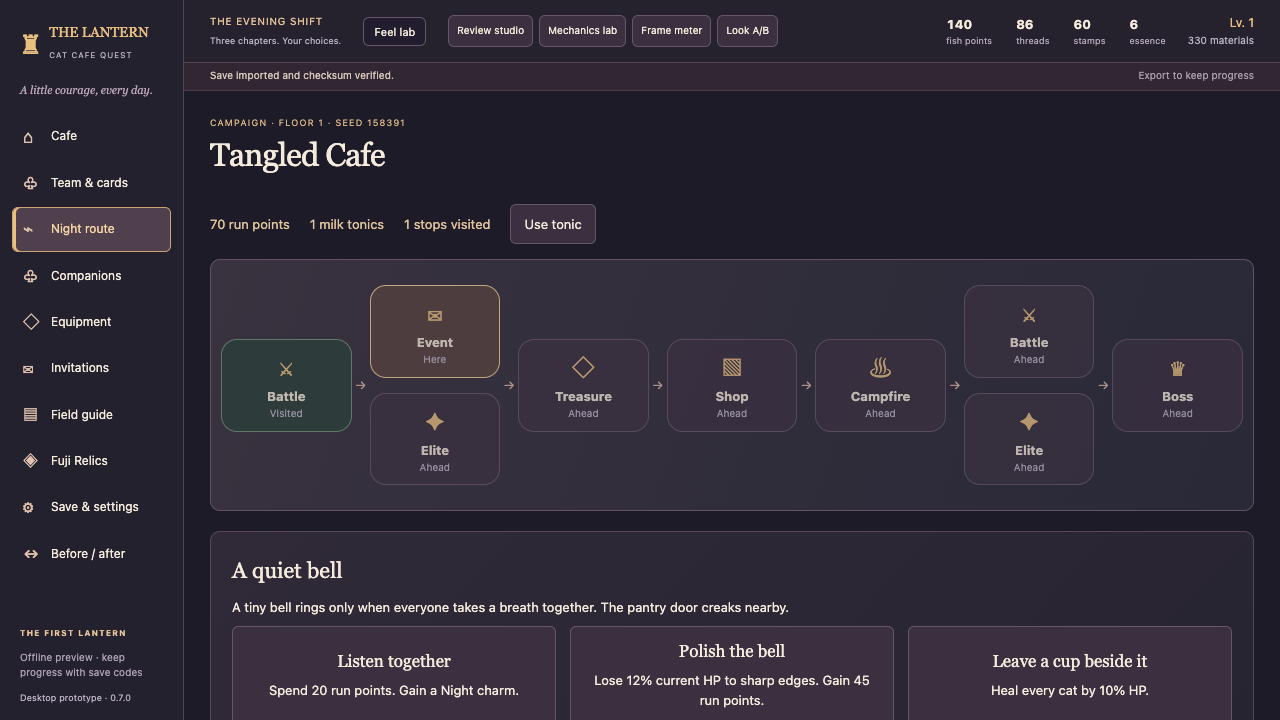 THE LANTERN
CAT CAFE QUEST
A little courage, every day.
Cafe
Team & cards
Night route
Companions
Equipment
Invitations
Field guide
Fuji Relics
Save & settings
Before / after
THE FIRST LANTERN
Offline preview · keep
progress with save codes
Desktop prototype · 0.7.0
THE EVENING SHIFT
Three chapters. Your choices.
Feel lab
Review studio
Mechanics lab
Frame meter
Look A/B
140
fish points
86
threads
60
stamps
6
essence
Lv. 1
330 materials
Save imported and checksum verified.
Export to keep progress
CAMPAIGN · FLOOR 1 · SEED 158391
Tangled Cafe
70 run points
1 milk tonics
1 stops visited
Use tonic
Battle
Visited
Event
Here
Elite
Ahead
Treasure
Ahead
Shop
Ahead
Campfire
Ahead
Battle
Ahead
Elite
Ahead
Boss
Ahead
A quiet bell
A tiny bell rings only when everyone takes a breath together. The pantry door creaks nearby.
Listen together
Spend 20 run points. Gain a Night charm.
Polish the bell
Lose 12% current HP to sharp edges. Gain 45
run points.
Leave a cup beside it
Heal every cat by 10% HP.